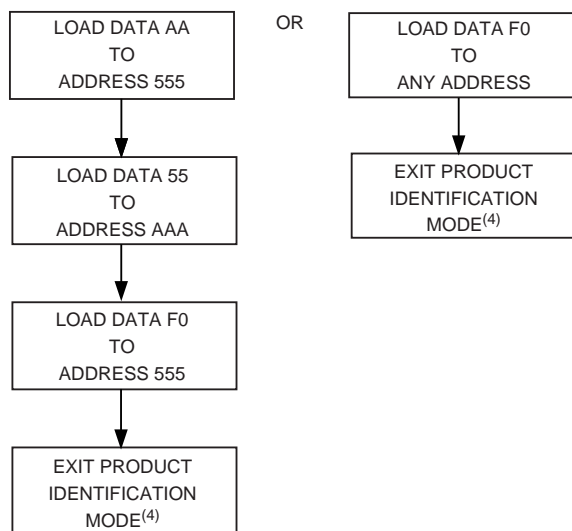 LOAD DATA AA
TO
ADDRESS 555
LOAD DATA 55
TO
ADDRESS AAA
LOAD DATA F0
TO
ADDRESS 555
EXIT PRODUCT
IDENTIFICATION
MODE(4)
OR
LOAD DATA F0
TO
ANY ADDRESS
EXIT PRODUCT
IDENTIFICATION
MODE(4)